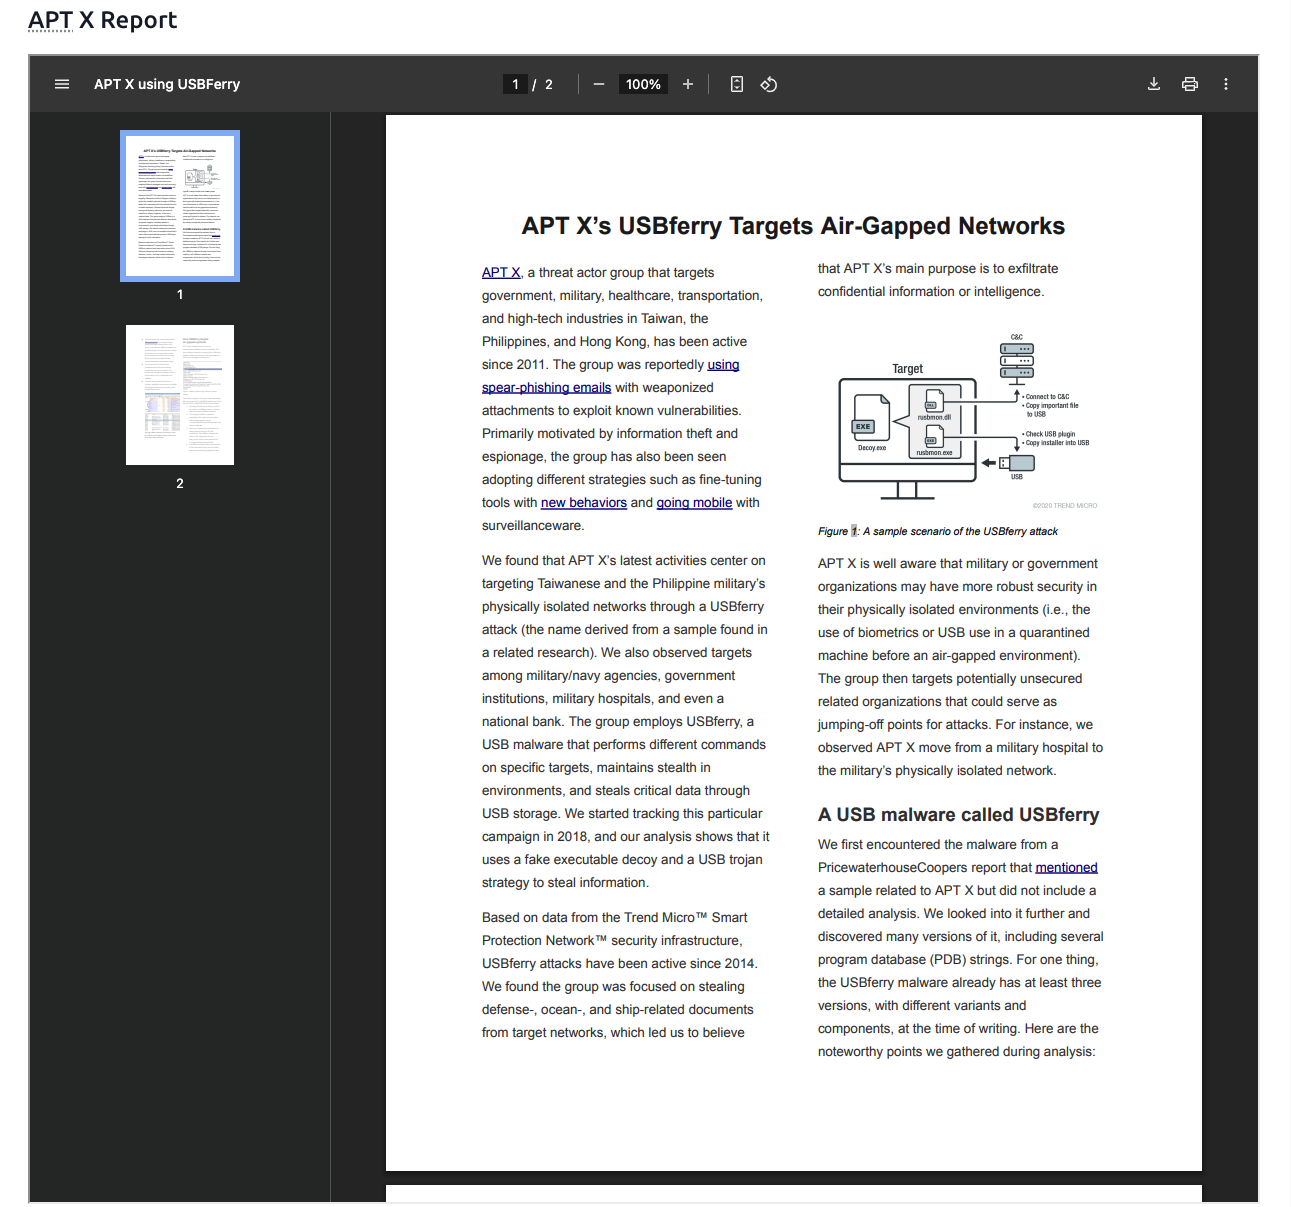 APT X Report
APT X using USBFerry
1 / 2
100%
1
2
APT X’s USBferry Targets Air-Gapped Networks
APT X, a threat actor group that targets
government, military, healthcare, transportation,
and high-tech industries in Taiwan, the
Philippines, and Hong Kong, has been active
since 2011. The group was reportedly using
spear-phishing emails with weaponized
attachments to exploit known vulnerabilities.
Primarily motivated by information theft and
espionage, the group has also been seen
adopting different strategies such as fine-tuning
tools with new behaviors and going mobile with
surveillanceware.
We found that APT X’s latest activities center on
targeting Taiwanese and the Philippine military’s
physically isolated networks through a USBferry
attack (the name derived from a sample found in
a related research). We also observed targets
among military/navy agencies, government
institutions, military hospitals, and even a
national bank. The group employs USBferry, a
USB malware that performs different commands
on specific targets, maintains stealth in
environments, and steals critical data through
USB storage. We started tracking this particular
campaign in 2018, and our analysis shows that it
uses a fake executable decoy and a USB trojan
strategy to steal information.
Based on data from the Trend Micro™ Smart
Protection Network™ security infrastructure,
USBferry attacks have been active since 2014.
We found the group was focused on stealing
defense-, ocean-, and ship-related documents
from target networks, which led us to believe
that APT X’s main purpose is to exfiltrate
confidential information or intelligence.
C&C
Target
• Connect to C&C
• Copy important file
to USB
DLL
rusbmon.dll
EXE
Decoy.exe
EXE
rusbmon.exe
• Check USB plugin
• Copy installer into USB
USB
©2020 TREND MICRO
Figure 1: A sample scenario of the USBferry attack
APT X is well aware that military or government
organizations may have more robust security in
their physically isolated environments (i.e., the
use of biometrics or USB use in a quarantined
machine before an air-gapped environment).
The group then targets potentially unsecured
related organizations that could serve as
jumping-off points for attacks. For instance, we
observed APT X move from a military hospital to
the military’s physically isolated network.
A USB malware called USBferry
We first encountered the malware from a
PricewaterhouseCoopers report that mentioned
a sample related to APT X but did not include a
detailed analysis. We looked into it further and
discovered many versions of it, including several
program database (PDB) strings. For one thing,
the USBferry malware already has at least three
versions, with different variants and
components, at the time of writing. Here are the
noteworthy points we gathered during analysis: